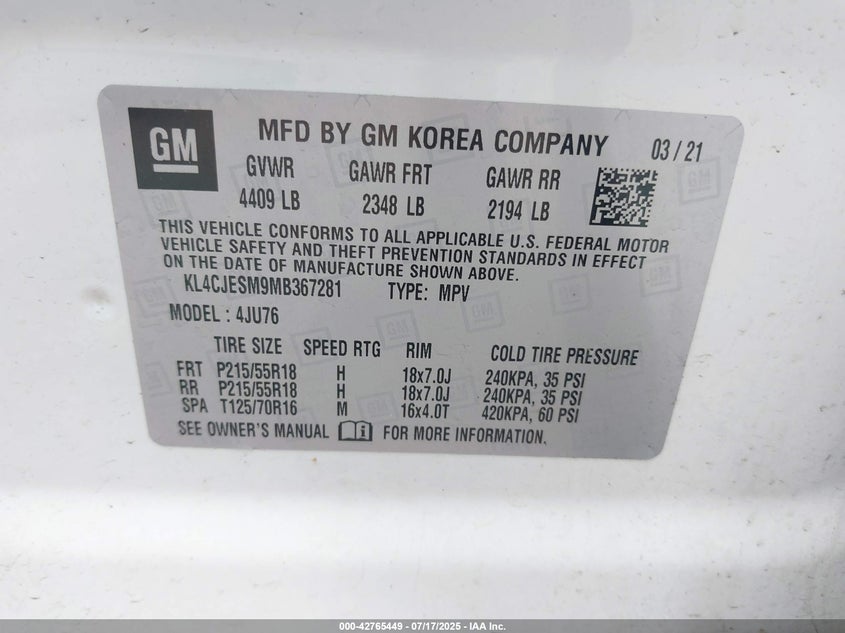 GM
MFD BY GM KOREA COMPANY 03 / 21
GVWR GAWR FRT GAWR RR
4409 LB 2348 LB 2194 LB
THIS VEHICLE CONFORMS TO ALL APPLICABLE U.S. FEDERAL MOTOR
VEHICLE SAFETY AND THEFT PREVENTION STANDARDS IN EFFECT
ON THE DATE OF MANUFACTURE SHOWN ABOVE.
KL4CJESM9MB367281 TYPE: MPV
MODEL : 4JU76
TIRE SIZE SPEED RTG RIM COLD TIRE PRESSURE
FRT P215/55R18 H 18x7.0J 240KPA, 35 PSI
RR P215/55R18 H 18x7.0J 240KPA, 35 PSI
SPA T125/70R16 M 16x4.0T 420KPA, 60 PSI
SEE OWNER'S MANUAL FOR MORE INFORMATION.
000-42765449 - 07/17/2025 - IAA Inc.